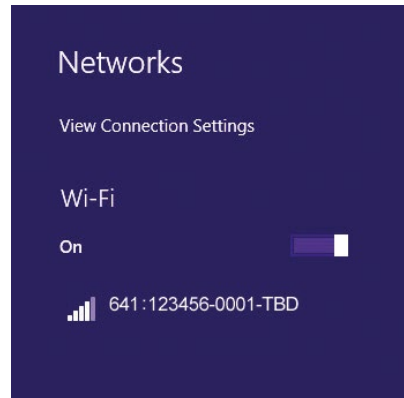 Networks
View Connection Settings
Wi-Fi
On
641:123456-0001-TBD